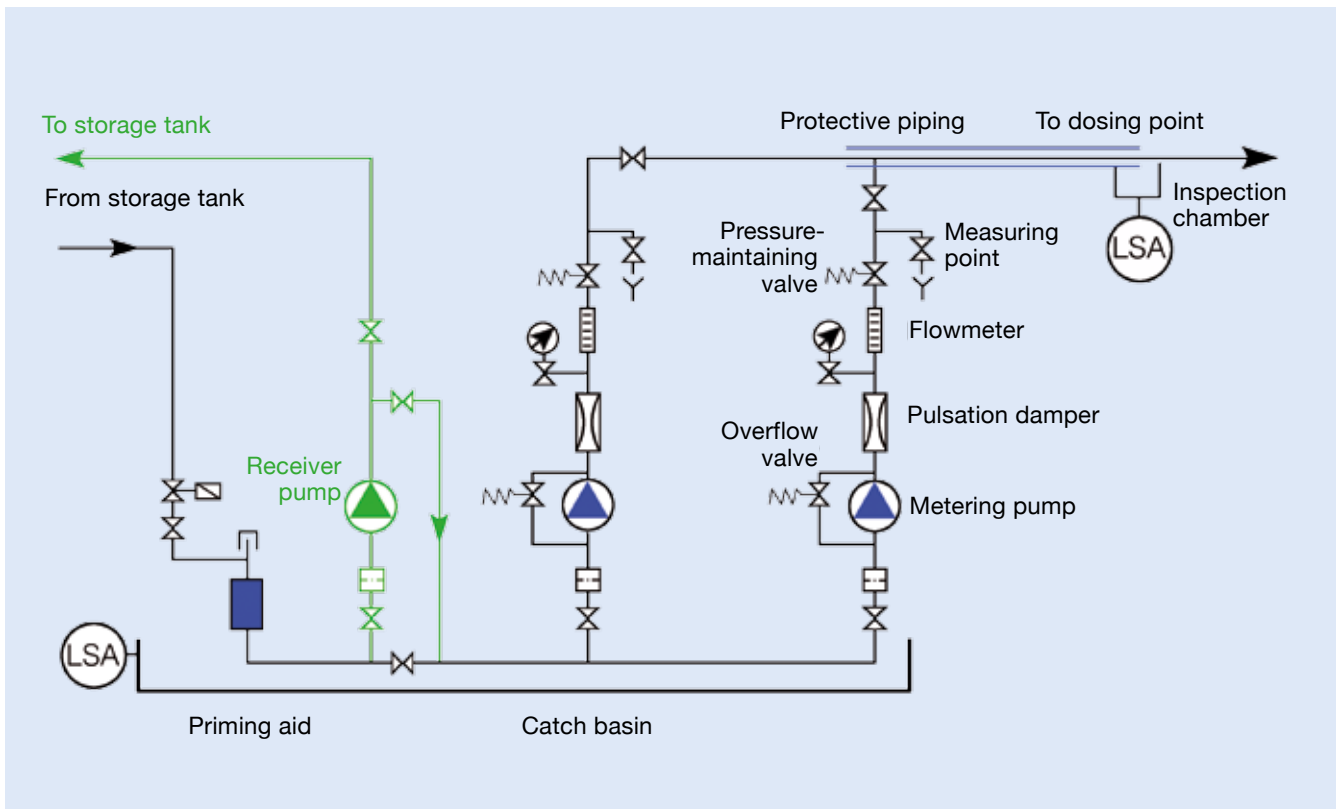 To storage tank
From storage tank
Protective piping
To dosing point
Inspection
chamber
LSA
Pressure-
maintaining
valve
Measuring
point
Flowmeter
Pulsation damper
Overflow
valve
Metering pump
Receiver
pump
LSA
Priming aid
Catch basin